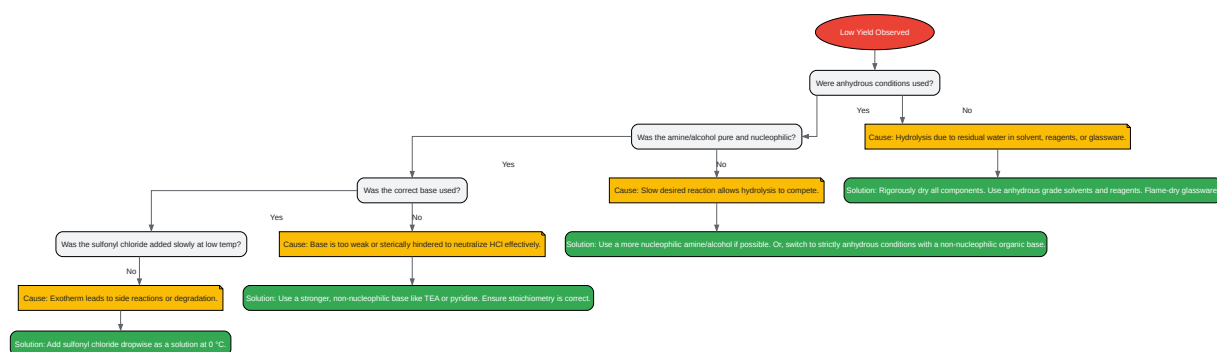 Low Yield Observed
Were anhydrous conditions used?
Yes
No
Was the amine/alcohol pure and nucleophilic?
Cause: Hydrolysis due to residual water in solvent, reagents, or glassware.
Yes
No
Was the correct base used?
Cause: Slow desired reaction allows hydrolysis to compete.
Solution: Rigorously dry all components. Use anhydrous grade solvents and reagents. Flame-dry glassware
Yes
No
Was the sulfonyl chloride added slowly at low temp?
Cause: Base is too weak or sterically hindered to neutralize HCl effectively.
Solution: Use a more nucleophilic amine/alcohol if possible. Or, switch to strictly anhydrous conditions with a non-nucleophilic organic base.
No
Cause: Exotherm leads to side reactions or degradation.
Solution: Use a stronger, non-nucleophilic base like TEA or pyridine. Ensure stoichiometry is correct.
Solution: Add sulfonyl chloride dropwise as a solution at 0 °C.